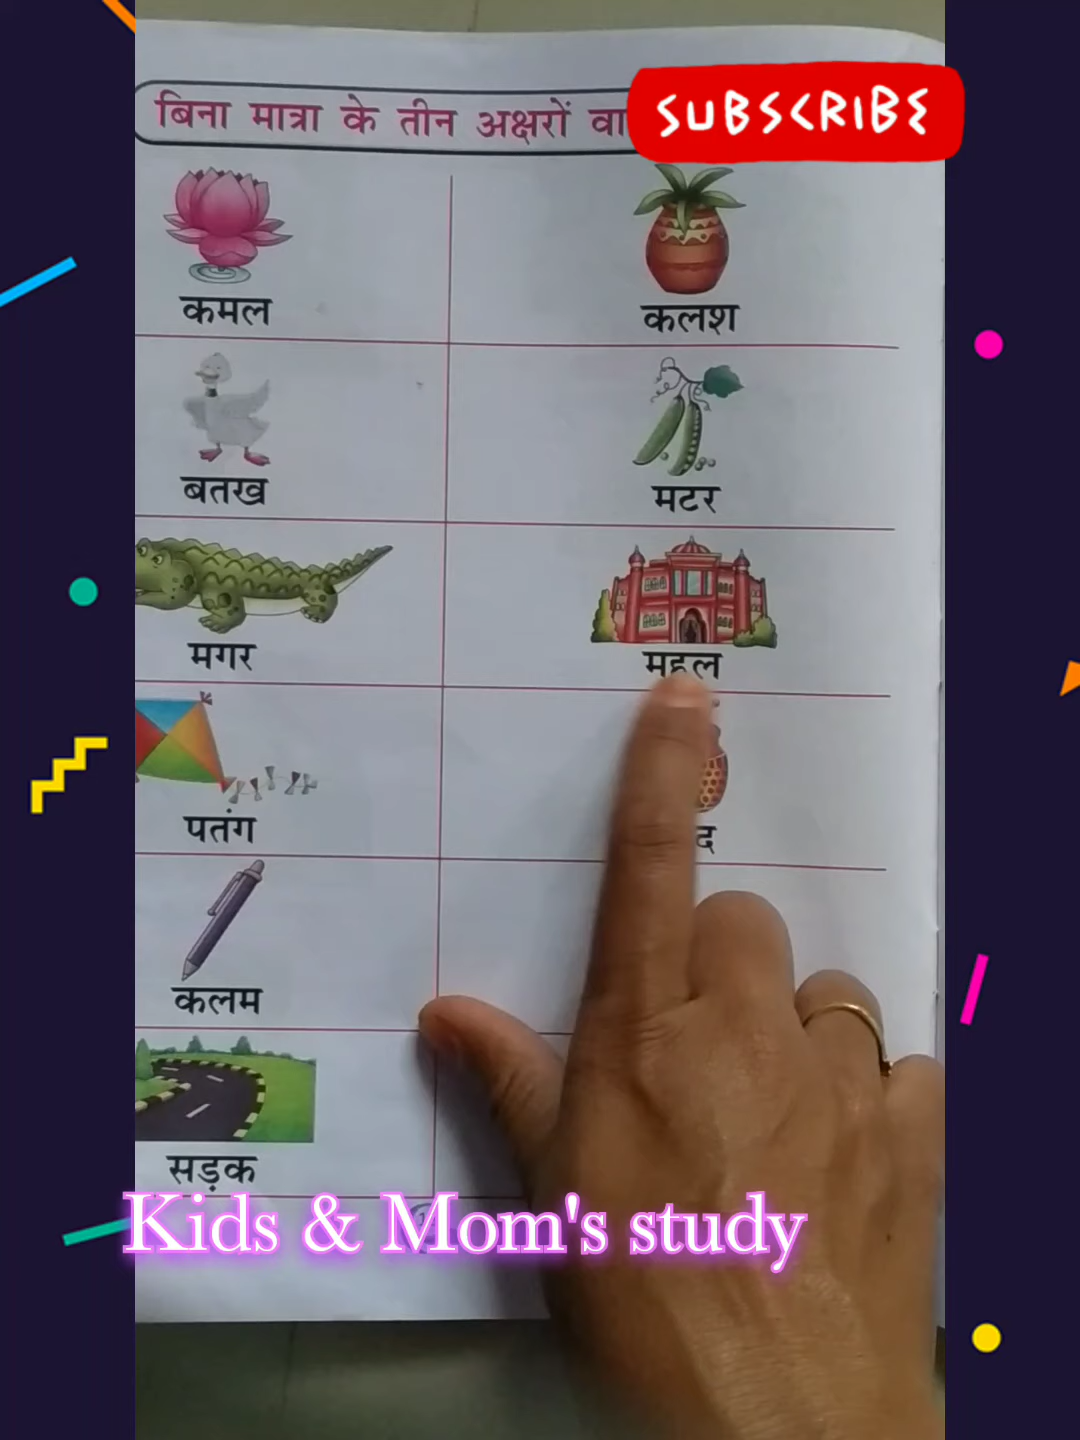 बिना मात्रा के तीन अक्षरों वा
SUBSCRIBE
कमल
कलश
बतख
मटर
मगर
महल
पतंग
द
कलम
सड़क
Kids & Mom's study